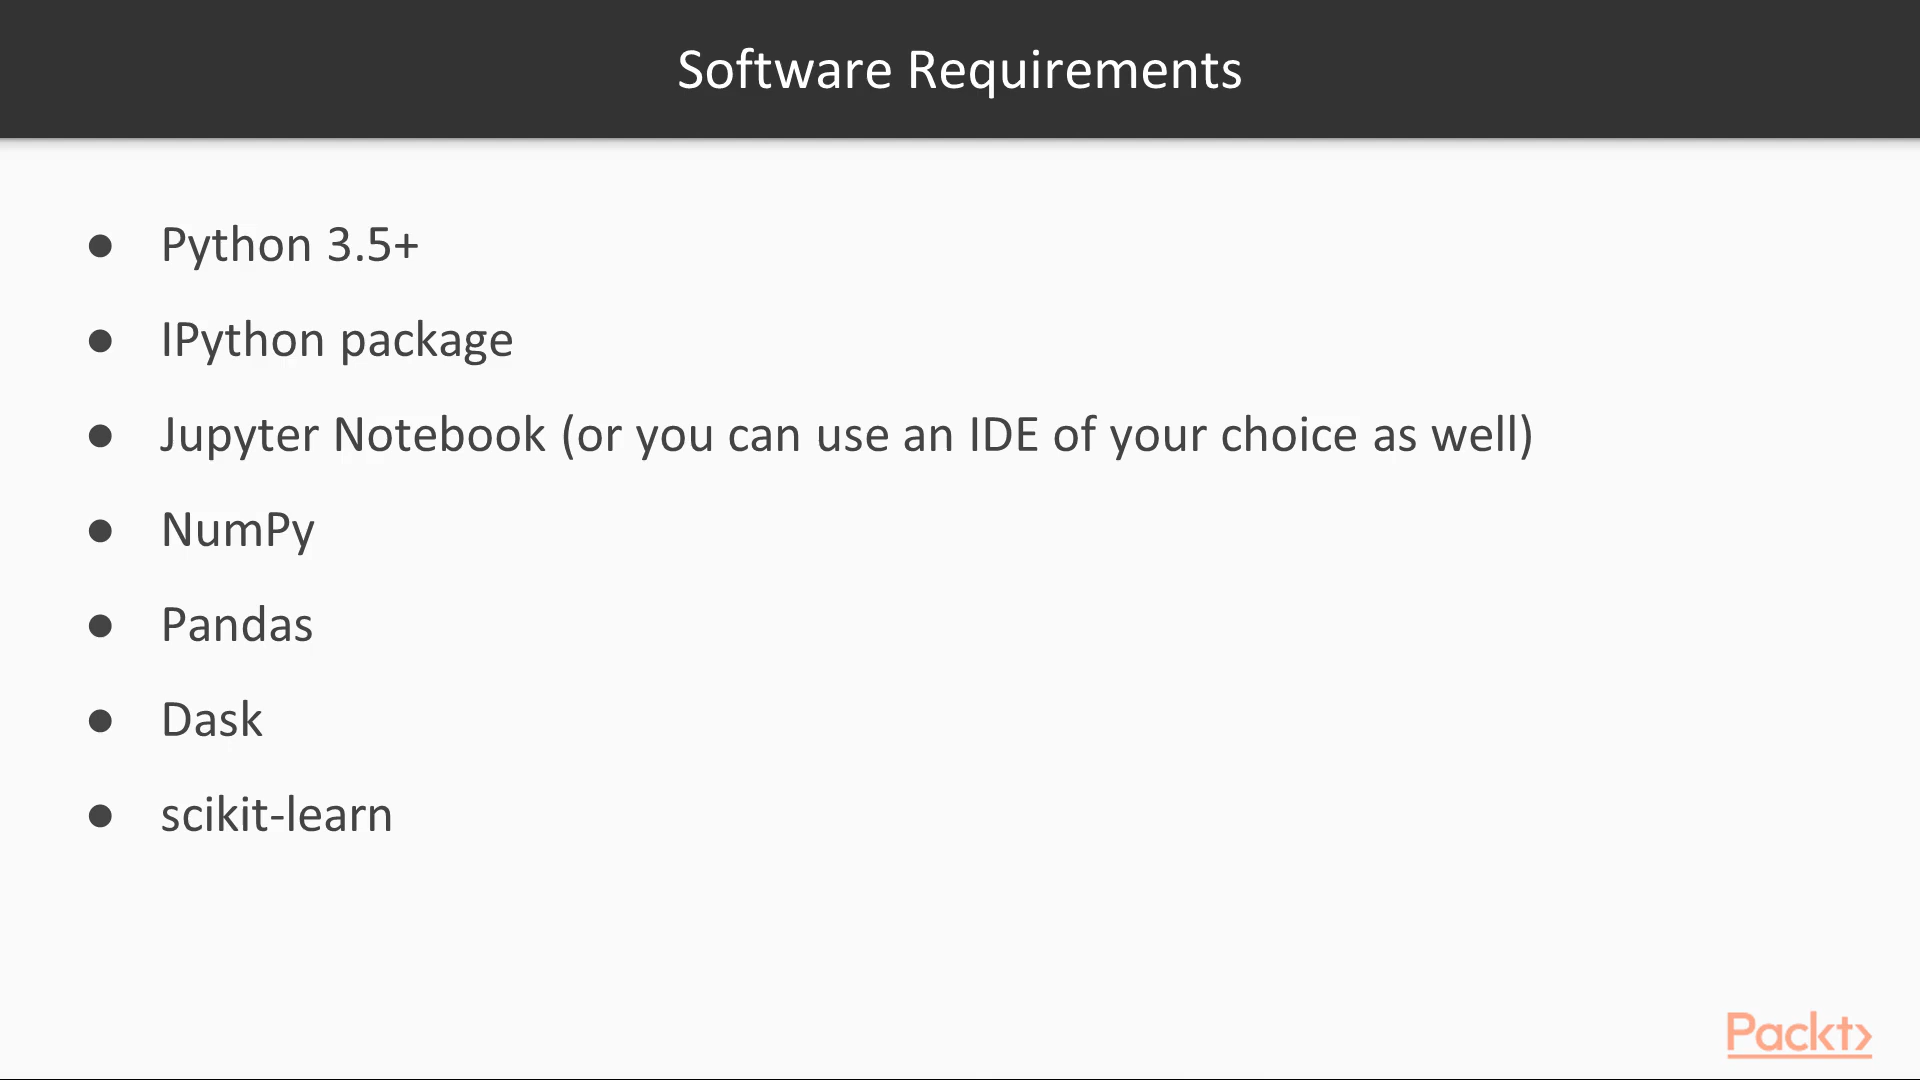 Software Requirements
● Python 3.5+
● IPython package
● Jupyter Notebook (or you can use an IDE of your choice as well)
● NumPy
● Pandas
● Dask
● scikit-learn
Packt>